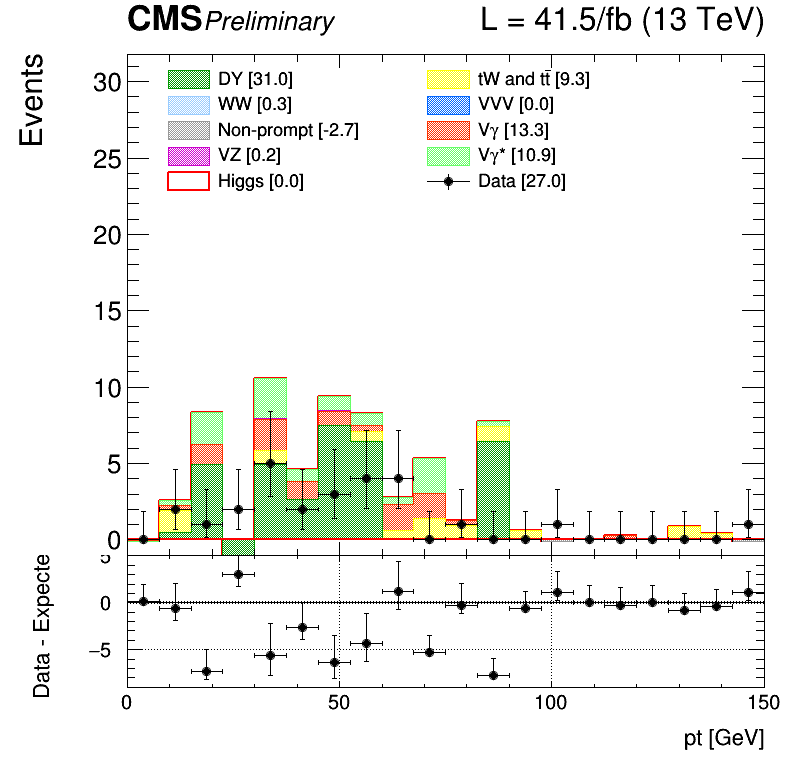 CMS Preliminary L = 41.5/fb (13 TeV)
Events
30
25
20
15
10
5
0
DY [31.0]
WW [0.3]
Non-prompt [-2.7]
VZ [0.2]
Higgs [0.0]
tW and tt̄ [9.3]
VVV [0.0]
Vγ [13.3]
Vγ* [10.9]
Data [27.0]
Data - Expecte
5
0
−5
0 50 100 150
pt [GeV]